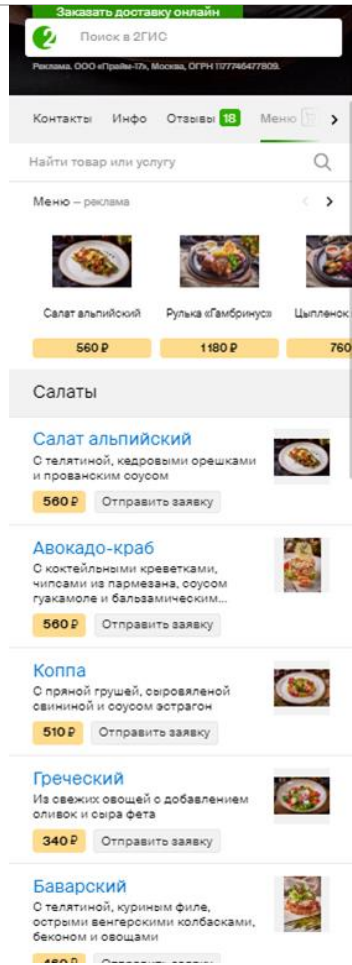 Заказать доставку онлайн
Поиск в 2ГИС
Реклама. ООО «Прайм-17», Москва, ОГРН 1177746477809.
Контакты Инфо Отзывы 18 Меню
Найти товар или услугу
Меню – реклама
Салат альпийский Рулька «Гамбринус» Цыпленок
560 ₽ 1180 ₽ 760
Салаты
Салат альпийский
С телятиной, кедровыми орешками
и прованским соусом
560 ₽ Отправить заявку
Авокадо-краб
С коктейльными креветками,
чипсами из пармезана, соусом
гуакамоле и бальзамическим...
560 ₽ Отправить заявку
Коппа
С пряной грушей, сыровяленой
свининой и соусом эстрагон
510 ₽ Отправить заявку
Греческий
Из свежих овощей с добавлением
оливок и сыра фета
340 ₽ Отправить заявку
Баварский
С телятиной, куриным филе,
острыми венгерскими колбасками,
беконом и овощами
460 ₽ Отправить заявку